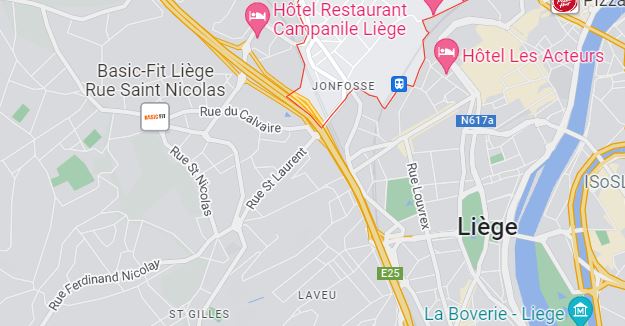 Hôtel Restaurant
Campanile Liège
Pizza
Hôtel Les Acteurs
Basic-Fit Liège
Rue Saint Nicolas
JONFOSSE
BASIC FIT
Rue du Calvaire
N617a
Rue St Nicolas
Rue St Laurent
Rue Louvrex
ISoSL
Liège
E25
Rue Ferdinand Nicolay
LAVEU
ST GILLES
La Boverie - Liege